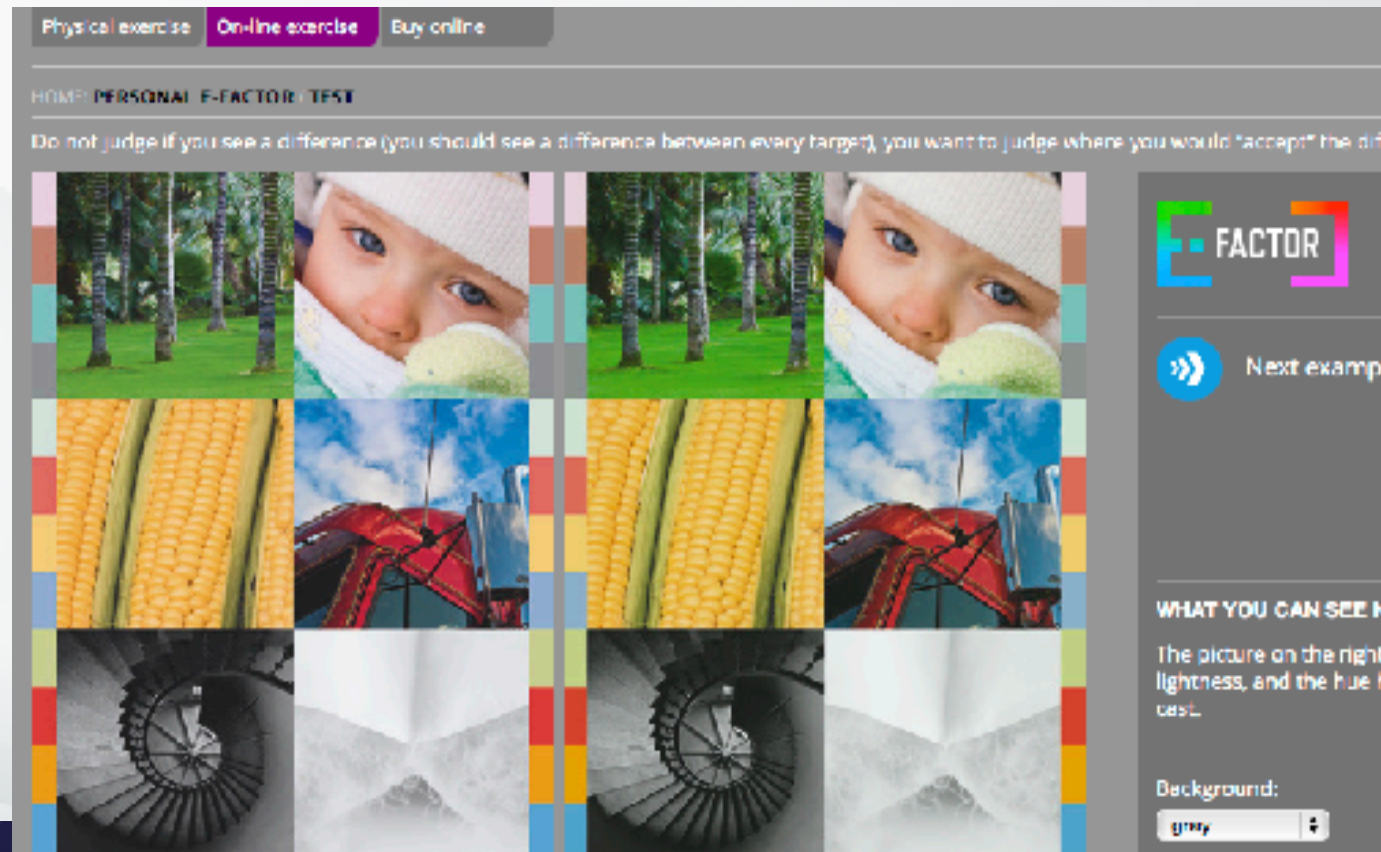 Physical exercise On-line exercise Buy online
HOME: PERSONAL E-FACTOR / TEST
Do not judge if you see a difference (you should see a difference between every target), you want to judge where you would "accept" the
E- FACTOR
Next
WHAT YOU CAN SEE
The picture on the right
lightness, and the hue
cast.
Background:
grey